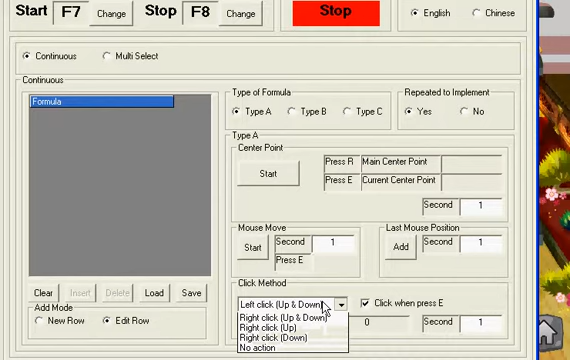 Start F7 Change Stop F8 Change Stop English Chinese
Continuous Multi Select
Continuous
Formula
Clear Insert Delete Load Save
Add Mode
New Row Edit Row
Type of Formula
Type A Type B Type C
Repeated to Implement
Yes No
Type A
Center Point
Start
Press R Main Center Point
Press E Current Center Point
Second 1
Mouse Move
Start Second 1
Press E
Last Mouse Position
Add Second 1
Click Method
Left click (Up & Down) Click when press E
Right click (Up & Down)
Right click (Up)
Right click (Down)
No action
0 Second 1